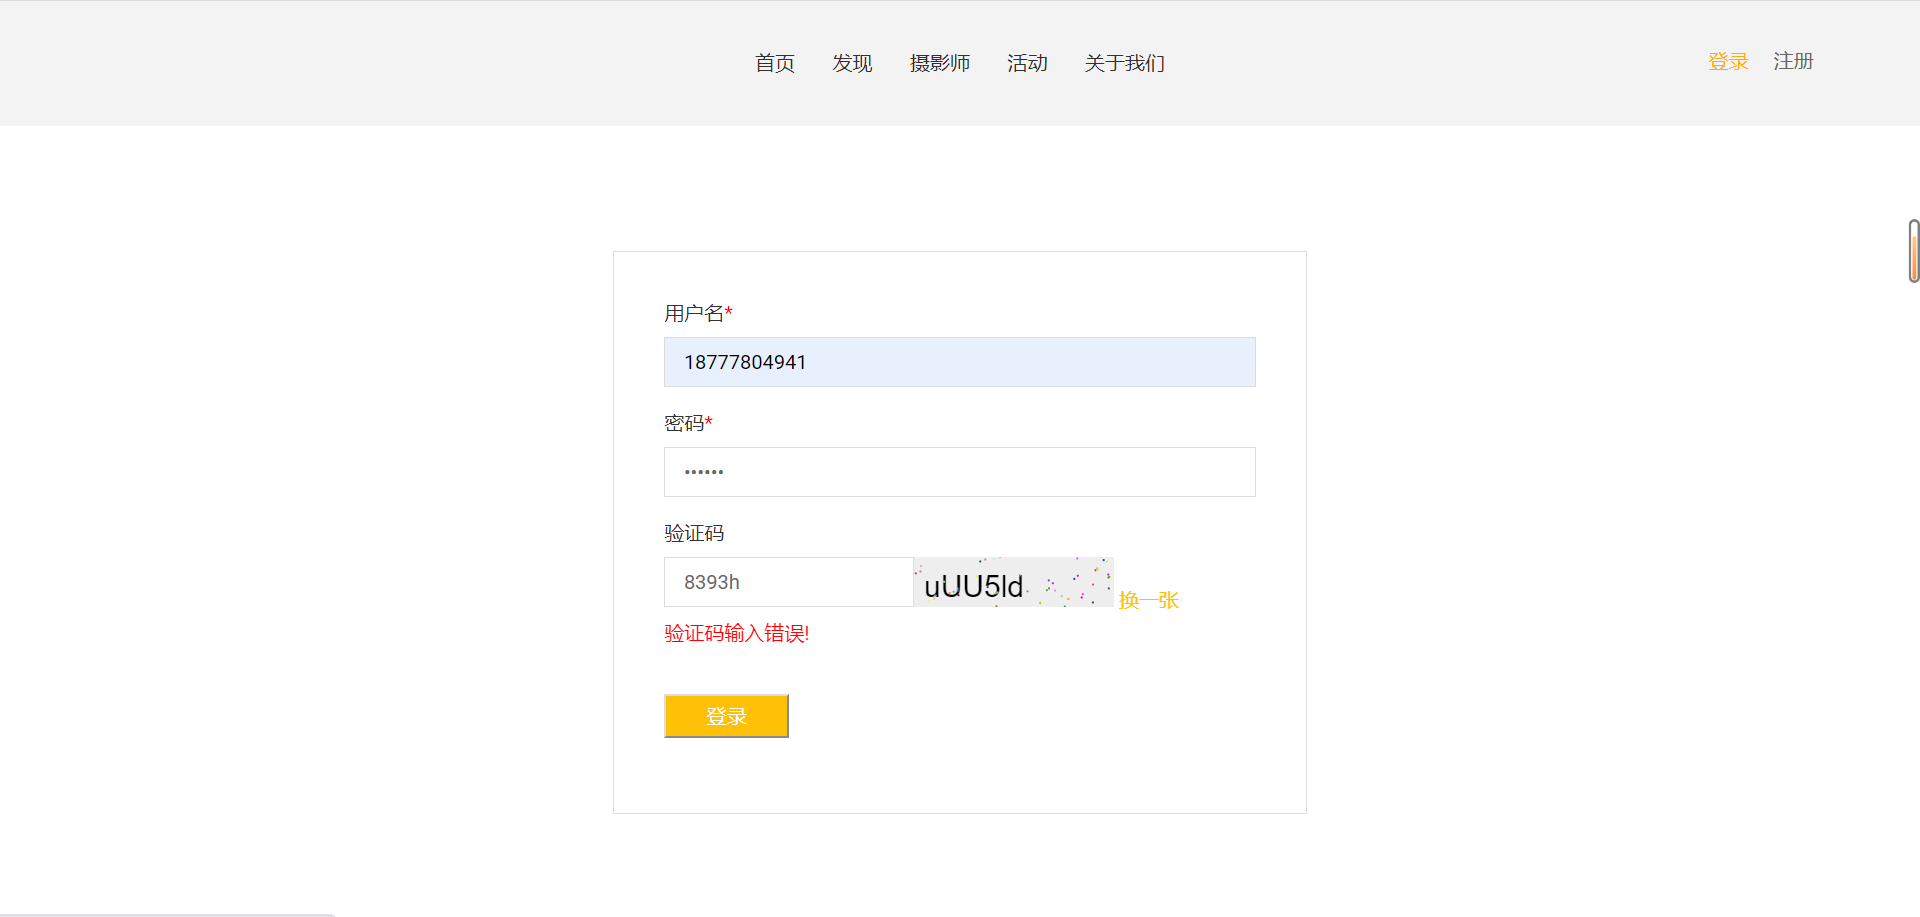 首页 发现 摄影师 活动 关于我们 登录 注册
用户名*
18777804941
密码*
••••••
验证码
8393h uUU5ld 换一张
验证码输入错误!
登录